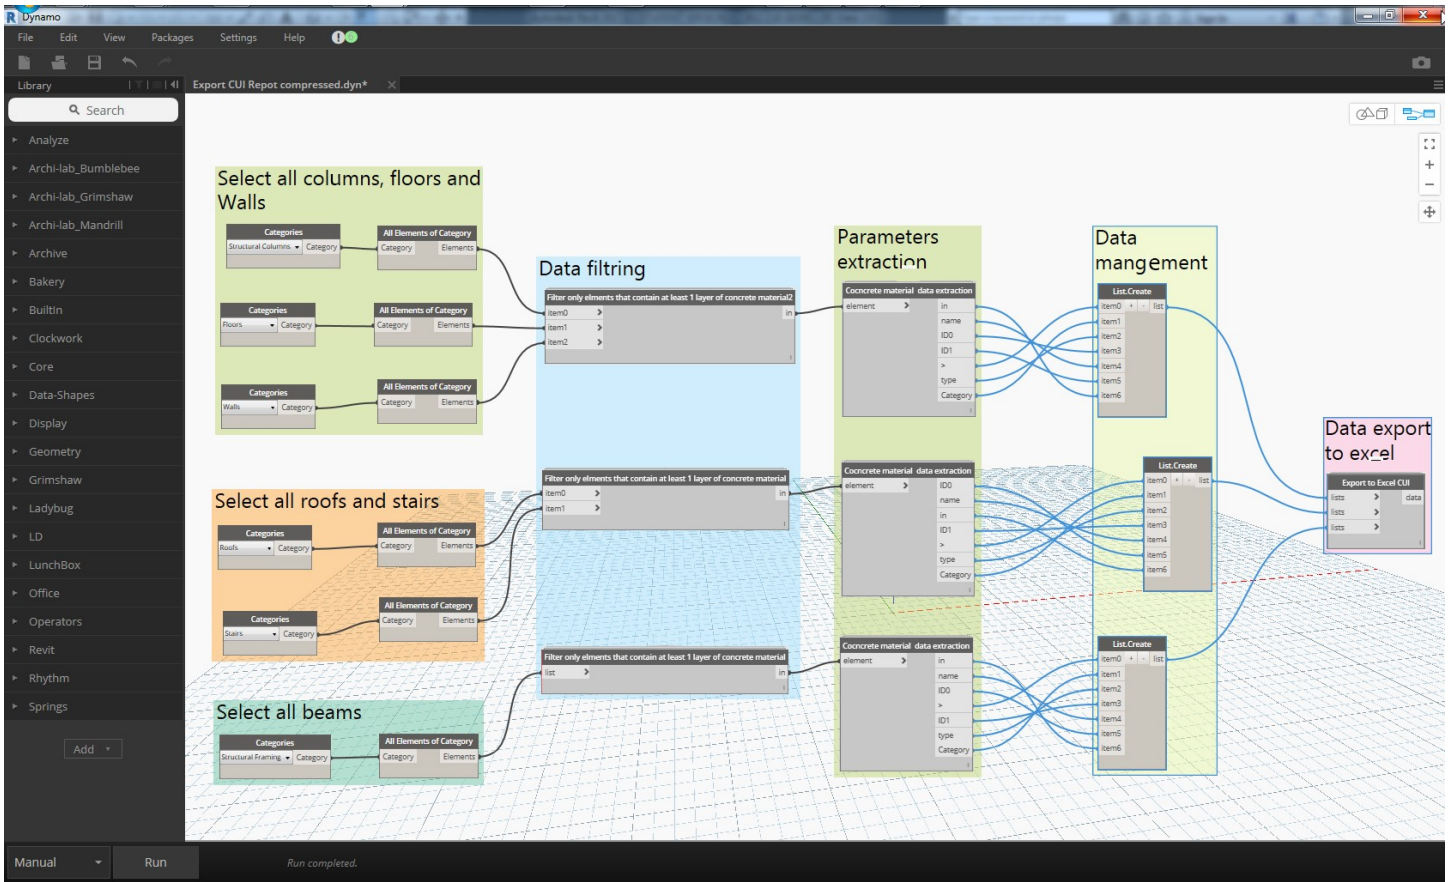 Dynamo
File Edit View Packages Settings Help
Library
Export CUI Repot compressed.dyn*
Search
Analyze
Archi-lab_Bumblebee
Archi-lab_Grimshaw
Archi-lab_Mandrill
Archive
Bakery
BuiltIn
Clockwork
Core
Data-Shapes
Display
Geometry
Grimshaw
Ladybug
LD
LunchBox
Office
Operators
Revit
Rhythm
Springs
Add
Manual
Run
Run completed.
Select all columns, floors and
Walls
Categories
Structural Columns Category
All Elements of Category
Category Elements
Categories
Floors Category
All Elements of Category
Category Elements
Categories
Walls Category
All Elements of Category
Category Elements
Select all roofs and stairs
Categories
Roofs Category
All Elements of Category
Category Elements
Categories
Stairs Category
All Elements of Category
Category Elements
Select all beams
Categories
Structural Framing Category
All Elements of Category
Category Elements
Data filtring
Filter only elments that contain at least 1 layer of concrete material2
item0 > in
item1 >
item2 >
Filter only elments that contain at least 1 layer of concrete material
item0 > in
item1 >
Filter only elments that contain at least 1 layer of concrete material
list > in
Parameters
extraction
Cocncrete material data extraction
element > in
name
ID0
ID1
>
type
Category
Cocncrete material data extraction
element > ID0
name
in
ID1
>
type
Category
Cocncrete material data extraction
element > in
name
ID0
>
ID1
type
Category
Data
mangement
List.Create
item0 + - list
item1
item2
item3
item4
item5
item6
List.Create
item0 + - list
item1
item2
item3
item4
item5
item6
List.Create
item0 + - list
item1
item2
item3
item4
item5
item6
Data export
to excel
Export to Excel CUI
lists > data
lists >
lists >